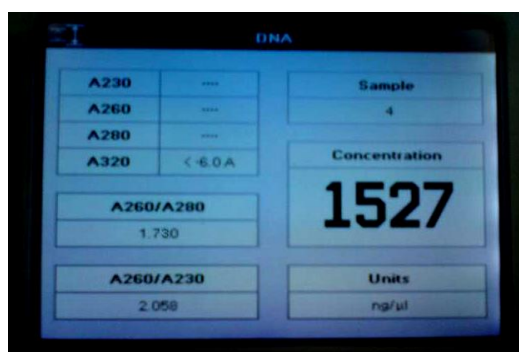 DNA
A230 ----
A260 ----
A280 ----
A320 < -6.0 A
A260/A280
1.730
A260/A230
2.058
Sample
4
Concentration
1527
Units
ng/µl